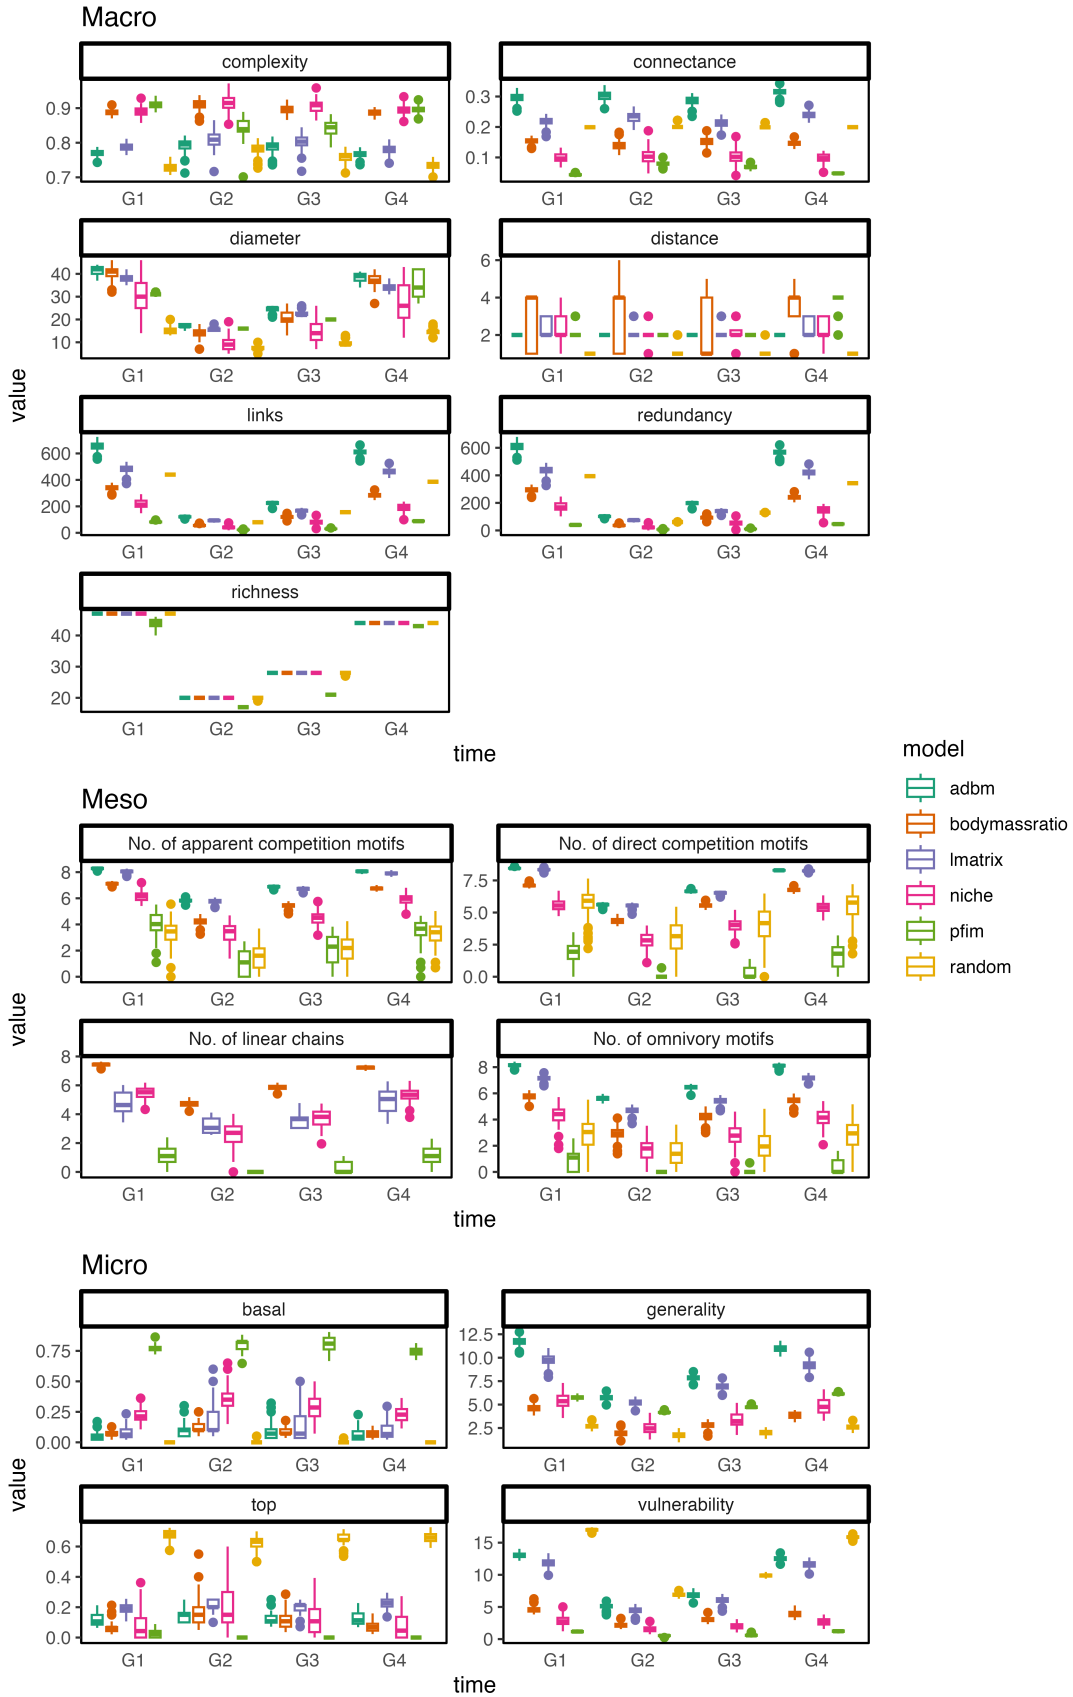 Macro
complexity
connectance
0.9
0.8
0.7
0.3
0.2
0.1
G1 G2 G3 G4
G1 G2 G3 G4
diameter
distance
40
30
20
10
6
4
2
G1 G2 G3 G4
G1 G2 G3 G4
value
links
redundancy
600
400
200
0
600
400
200
0
G1 G2 G3 G4
G1 G2 G3 G4
richness
40
30
20
G1 G2 G3 G4
time
Meso
No. of apparent competition motifs
No. of direct competition motifs
8
6
4
2
0
7.5
5.0
2.5
0.0
G1 G2 G3 G4
G1 G2 G3 G4
value
No. of linear chains
No. of omnivory motifs
8
6
4
2
0
8
6
4
2
0
G1 G2 G3 G4
G1 G2 G3 G4
time
Micro
basal
generality
0.75
0.50
0.25
0.00
12.5
10.0
7.5
5.0
2.5
G1 G2 G3 G4
G1 G2 G3 G4
value
top
vulnerability
0.6
0.4
0.2
0.0
15
10
5
0
G1 G2 G3 G4
G1 G2 G3 G4
time
model
adbm
bodymassratio
lmatrix
niche
pfim
random